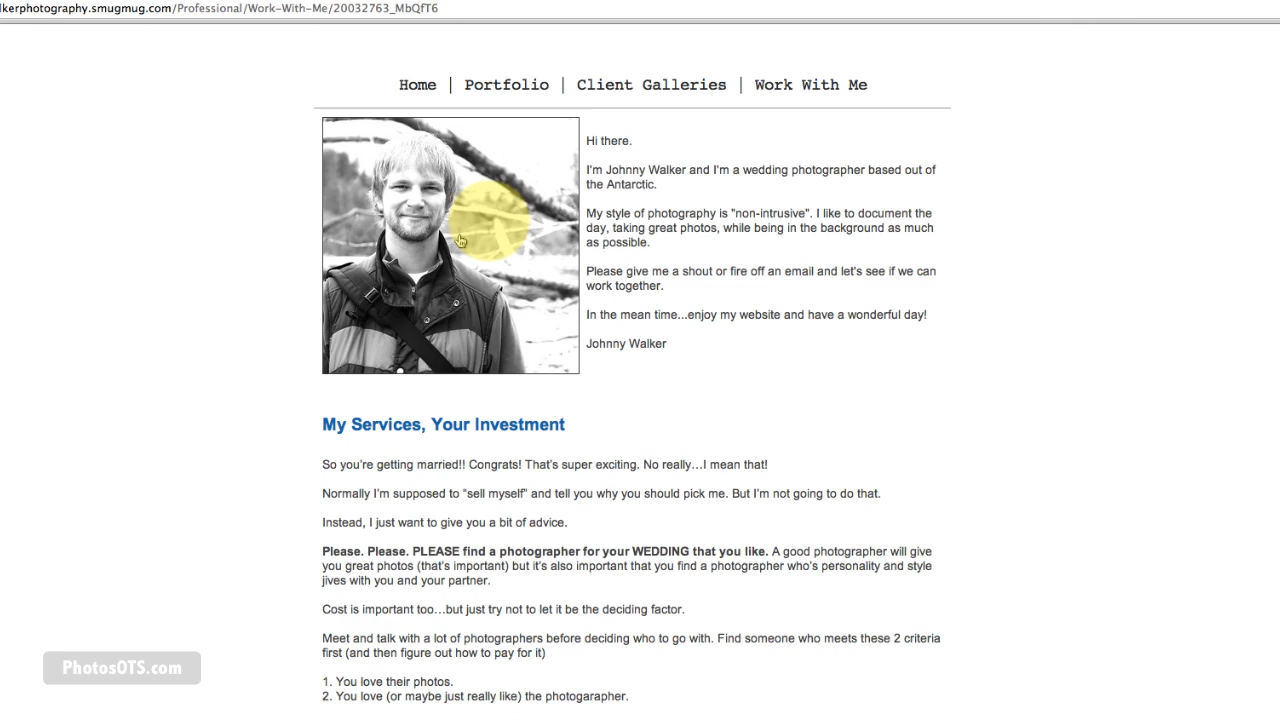 lkerphotography.smugmug.com/Professional/Work-With-Me/20032763_MbQfT6
Home | Portfolio | Client Galleries | Work With Me
Hi there.
I'm Johnny Walker and I'm a wedding photographer based out of
the Antarctic.
My style of photography is "non-intrusive". I like to document the
day, taking great photos, while being in the background as much
as possible.
Please give me a shout or fire off an email and let's see if we can
work together.
In the mean time...enjoy my website and have a wonderful day!
Johnny Walker
My Services, Your Investment
So you're getting married!! Congrats! That's super exciting. No really…I mean that!
Normally I'm supposed to “sell myself” and tell you why you should pick me. But I'm not going to do that.
Instead, I just want to give you a bit of advice.
Please. Please. PLEASE find a photographer for your WEDDING that you like. A good photographer will give
you great photos (that's important) but it's also important that you find a photographer who's personality and style
jives with you and your partner.
Cost is important too…but just try not to let it be the deciding factor.
Meet and talk with a lot of photographers before deciding who to go with. Find someone who meets these 2 criteria
first (and then figure out how to pay for it)
1. You love their photos.
2. You love (or maybe just really like) the photogarapher.
PhotosOTS.com